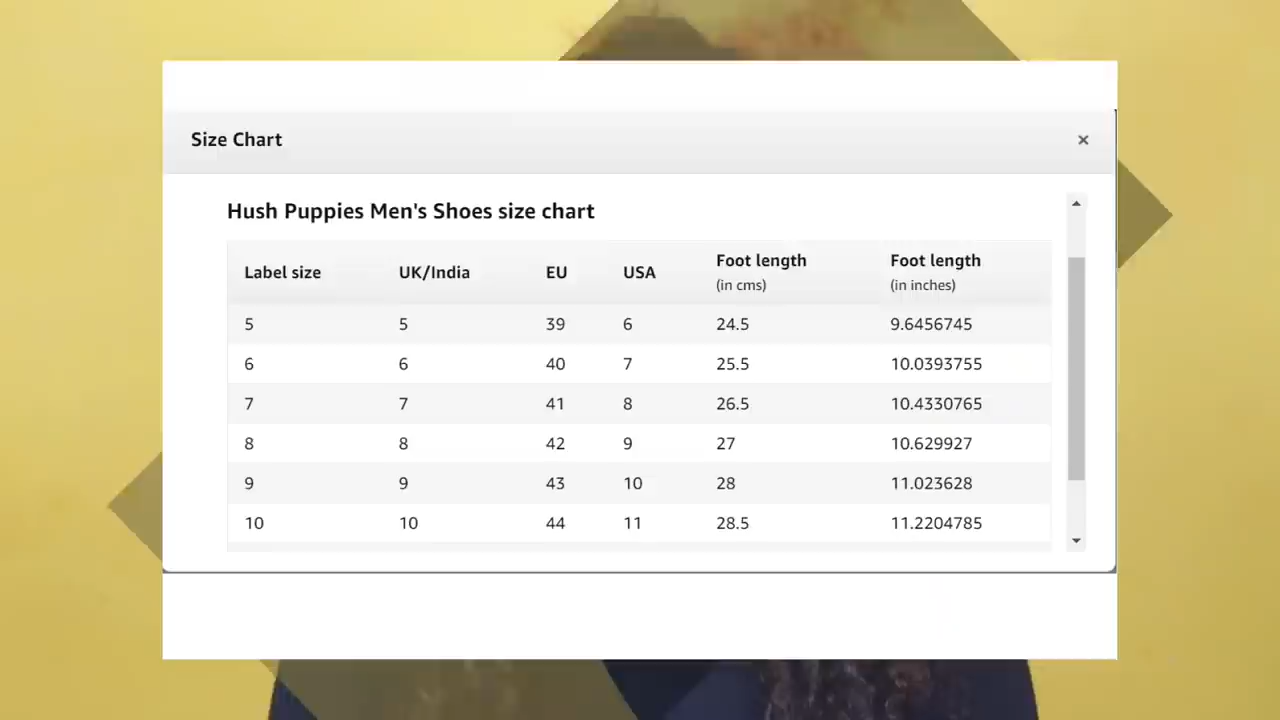 Size Chart ×
Hush Puppies Men's Shoes size chart
Label size UK/India EU USA Foot length (in cms) Foot length (in inches)
5 5 39 6 24.5 9.6456745
6 6 40 7 25.5 10.0393755
7 7 41 8 26.5 10.4330765
8 8 42 9 27 10.629927
9 9 43 10 28 11.023628
10 10 44 11 28.5 11.2204785